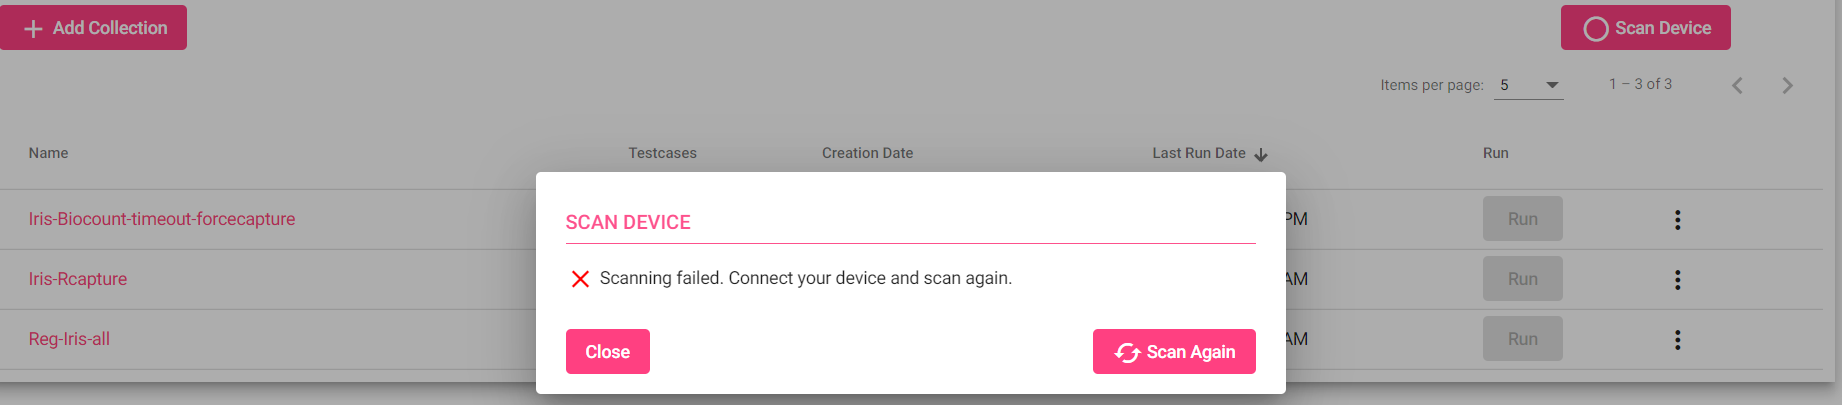 Add Collection
Scan Device
Items per page: 5 1 – 3 of 3
Name Testcases Creation Date Last Run Date Run
Iris-Biocount-timeout-forcecapture PM Run
SCAN DEVICE
Iris-Rcapture AM Run
Scanning failed. Connect your device and scan again.
Reg-Iris-all AM Run
Close Scan Again